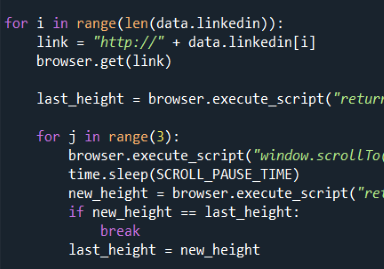 for i in range(len(data.linkedin)):
    link = "http://" + data.linkedin[i]
    browser.get(link)

    last_height = browser.execute_script("return

    for j in range(3):
        browser.execute_script("window.scrollTo(
        time.sleep(SCROLL_PAUSE_TIME)
        new_height = browser.execute_script("ret
        if new_height == last_height:
            break
        last_height = new_height